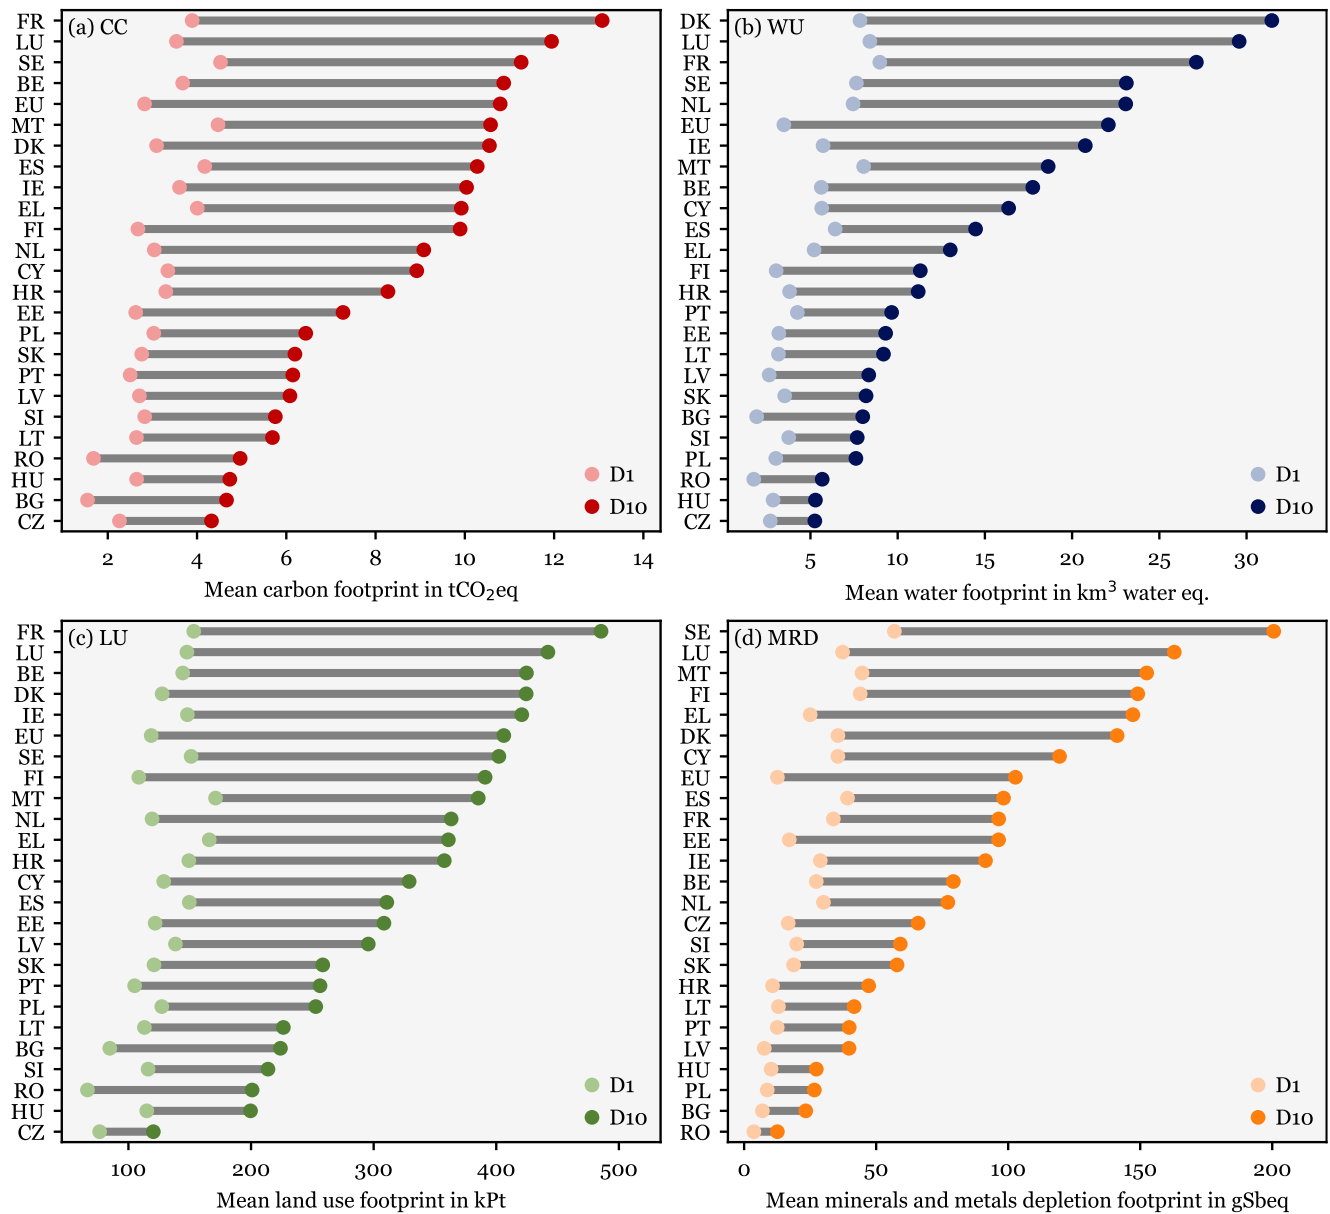 (a) CC
FR
LU
SE
BE
EU
MT
DK
ES
IE
EL
FI
NL
CY
HR
EE
PL
SK
PT
LV
SI
LT
RO
HU
BG
CZ
D1
D10
2 4 6 8 10 12 14
Mean carbon footprint in tCO₂eq
(b) WU
DK
LU
FR
SE
NL
EU
IE
MT
BE
CY
ES
EL
FI
HR
PT
EE
LT
LV
SK
BG
SI
PL
RO
HU
CZ
D1
D10
5 10 15 20 25 30
Mean water footprint in km³ water eq.
(c) LU
FR
LU
BE
DK
IE
EU
SE
FI
MT
NL
EL
HR
CY
ES
EE
LV
SK
PT
PL
LT
BG
SI
RO
HU
CZ
D1
D10
100 200 300 400 500
Mean land use footprint in kPt
(d) MRD
SE
LU
MT
FI
EL
DK
CY
EU
ES
FR
EE
IE
BE
NL
CZ
SI
SK
HR
LT
PT
LV
HU
PL
BG
RO
D1
D10
0 50 100 150 200
Mean minerals and metals depletion footprint in gSbeq